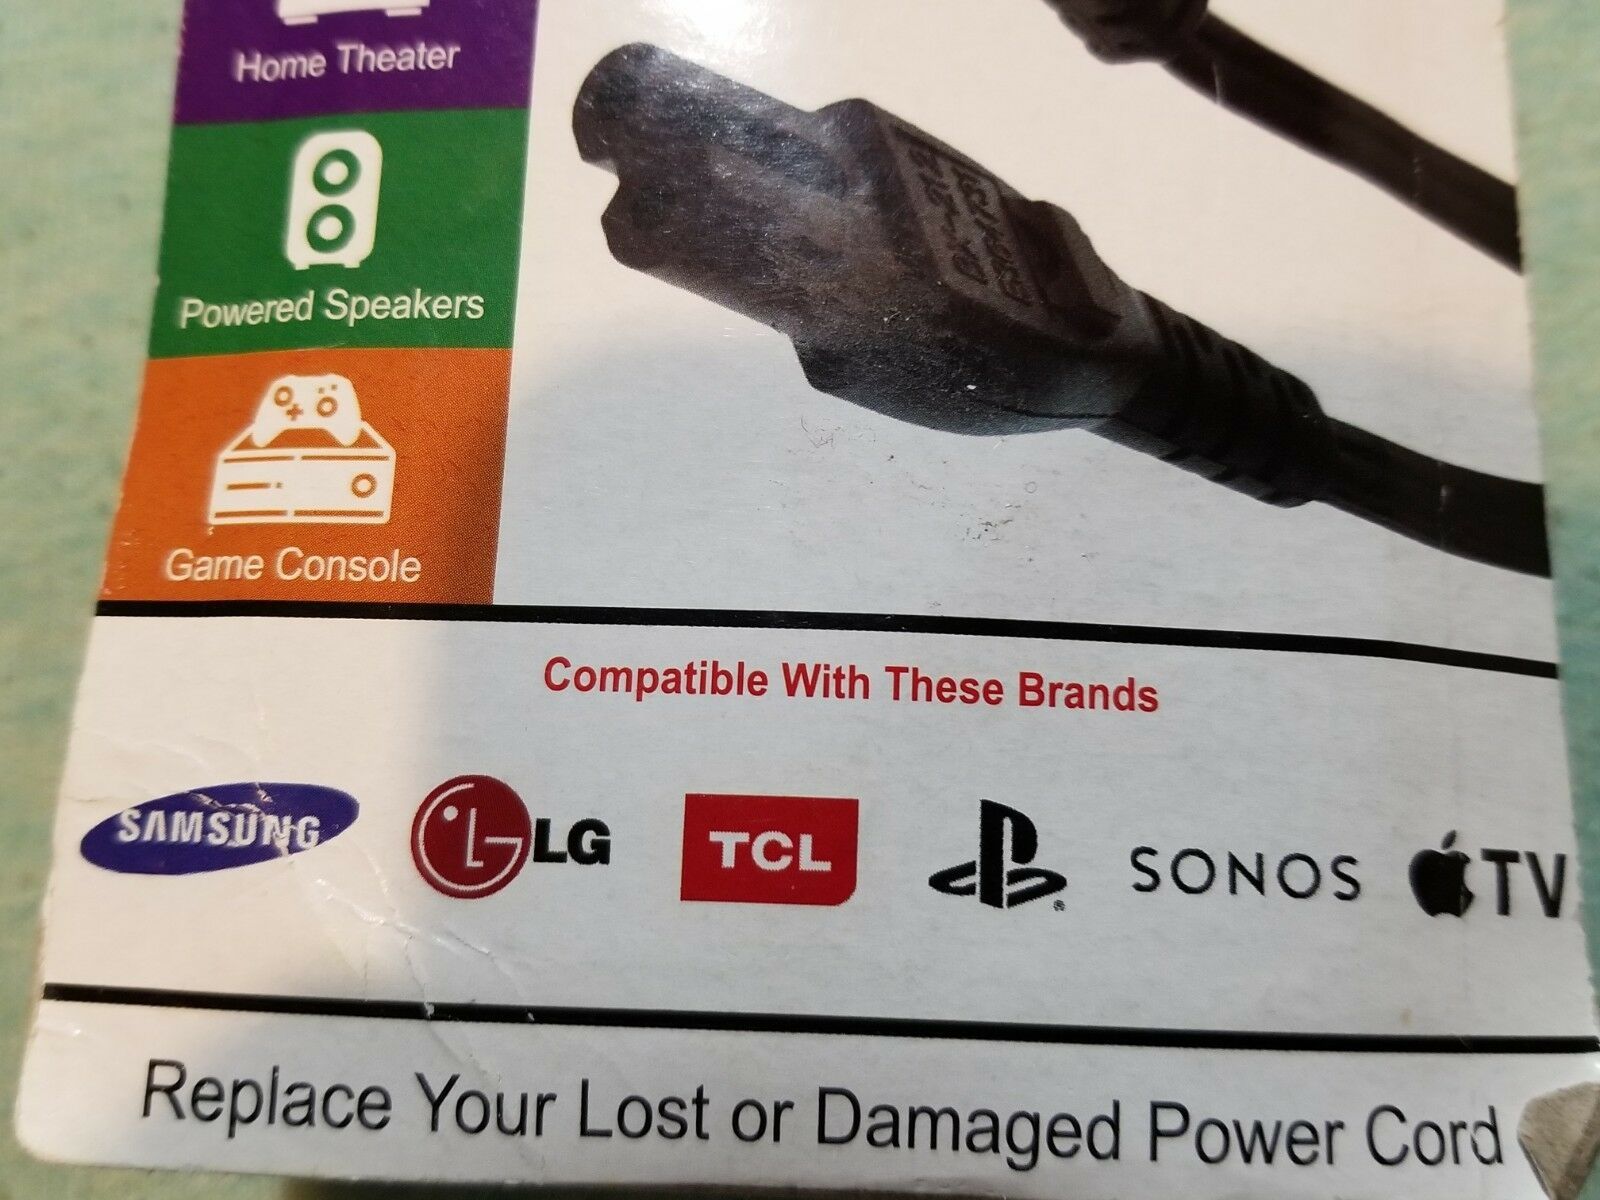 Home Theater
Powered Speakers
Game Console
Compatible With These Brands
SAMSUNG
LG LG
TCL
SONOS
TV
Replace Your Lost or Damaged Power Cord